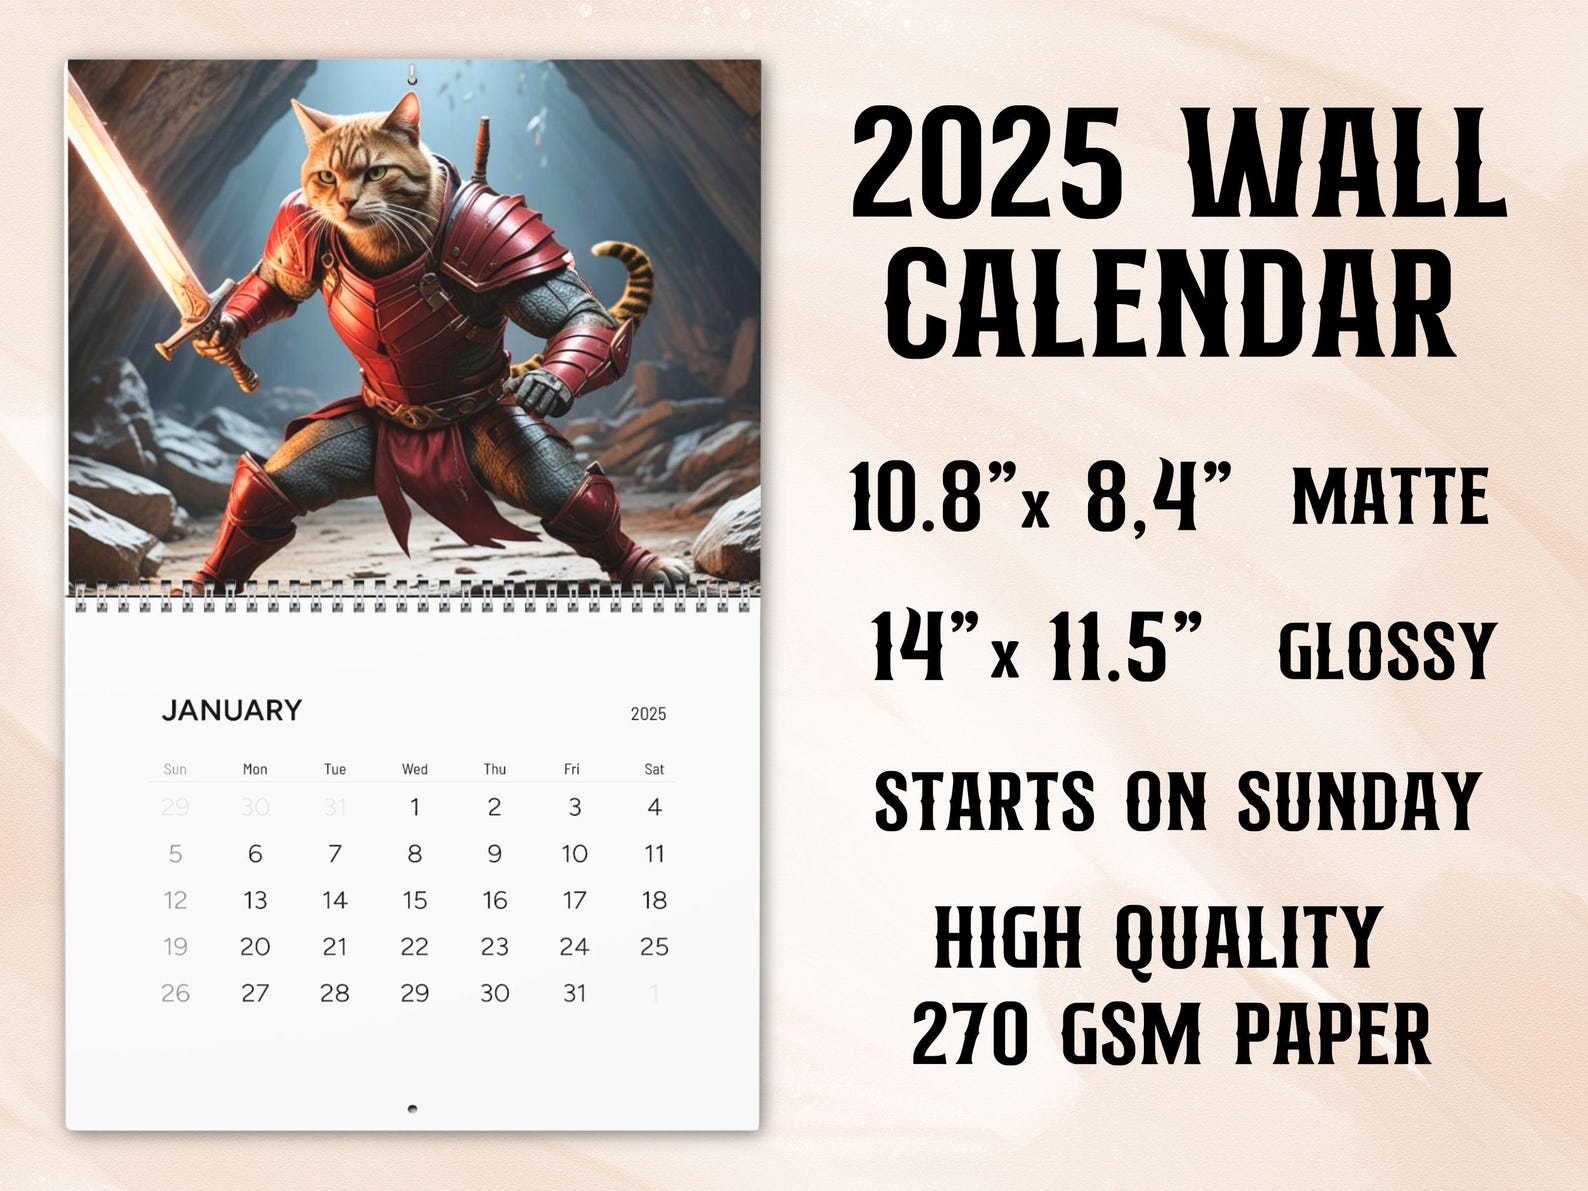 2025 WALL
CALENDAR
10.8”x 8,4” MATTE
14”x 11.5” GLOSSY
STARTS ON SUNDAY
HIGH QUALITY
270 GSM PAPER
JANUARY 2025
Sun Mon Tue Wed Thu Fri Sat
29 30 31 1 2 3 4
5 6 7 8 9 10 11
12 13 14 15 16 17 18
19 20 21 22 23 24 25
26 27 28 29 30 31 1